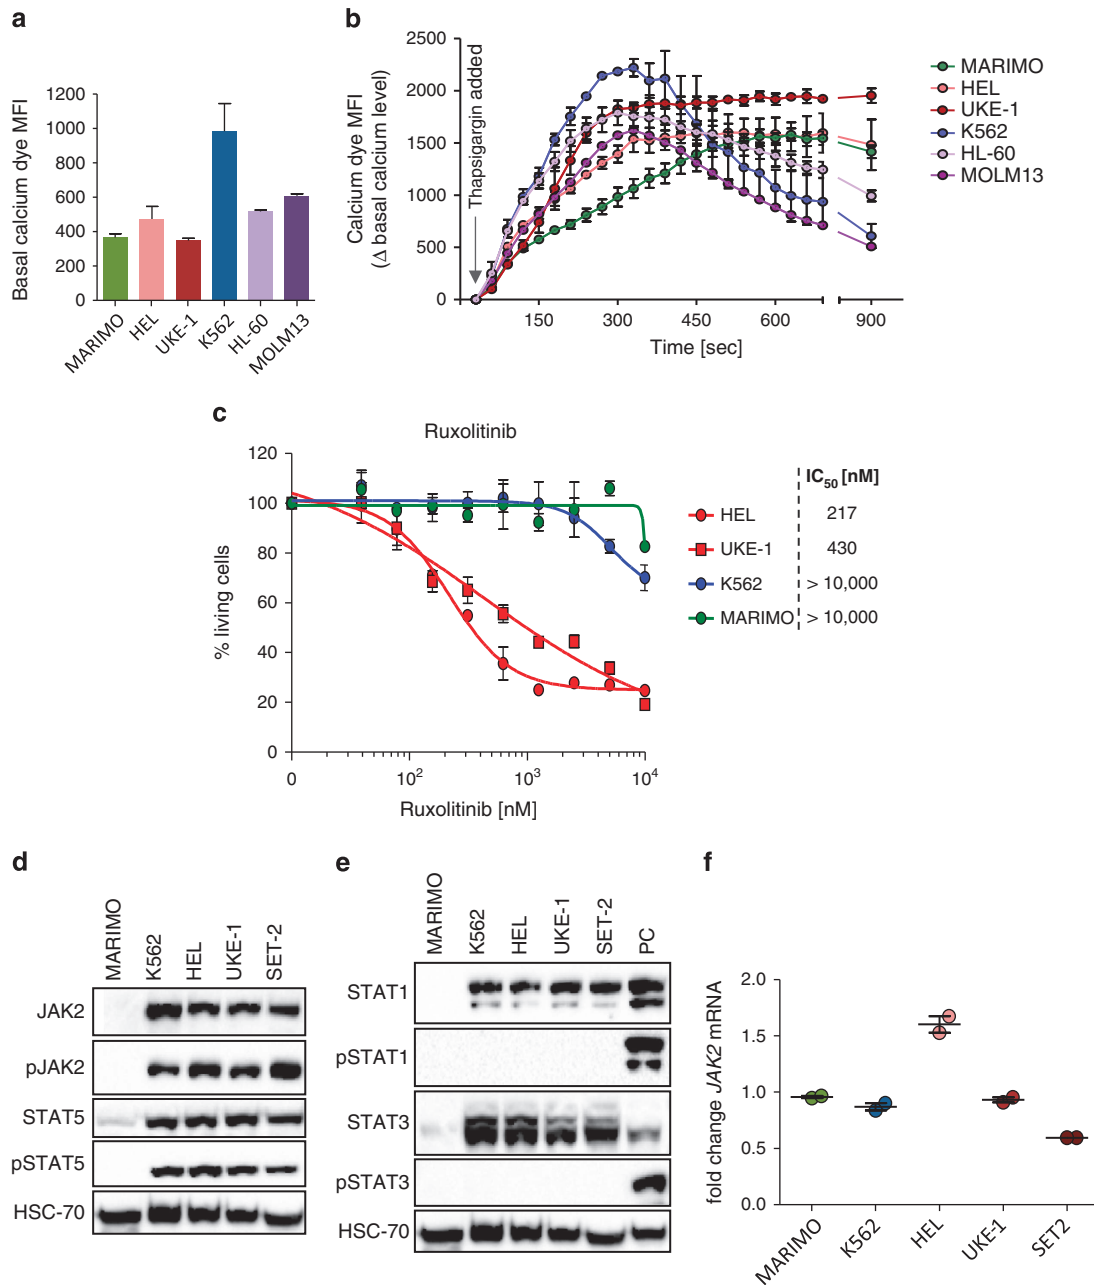 a
Basal calcium dye MFI
1200
1000
800
600
400
200
0
MARIMO
HEL
UKE-1
K562
HL-60
MOLM13
b
Calcium dye MFI
(Δ basal calcium level)
2500
2000
1500
1000
500
0
Thapsigargin added
150
300
450
600
900
Time [sec]
MARIMO
HEL
UKE-1
K562
HL-60
MOLM13
c
Ruxolitinib
% living cells
120
100
80
60
40
20
0
0
10²
10³
10⁴
Ruxolitinib [nM]
IC₅₀ [nM]
HEL 217
UKE-1 430
K562 > 10,000
MARIMO > 10,000
d
MARIMO
K562
HEL
UKE-1
SET-2
JAK2
pJAK2
STAT5
pSTAT5
HSC-70
e
MARIMO
K562
HEL
UKE-1
SET-2
PC
STAT1
pSTAT1
STAT3
pSTAT3
HSC-70
f
fold change JAK2 mRNA
2.0
1.5
1.0
0.5
0.0
MARIMO
K562
HEL
UKE-1
SET2